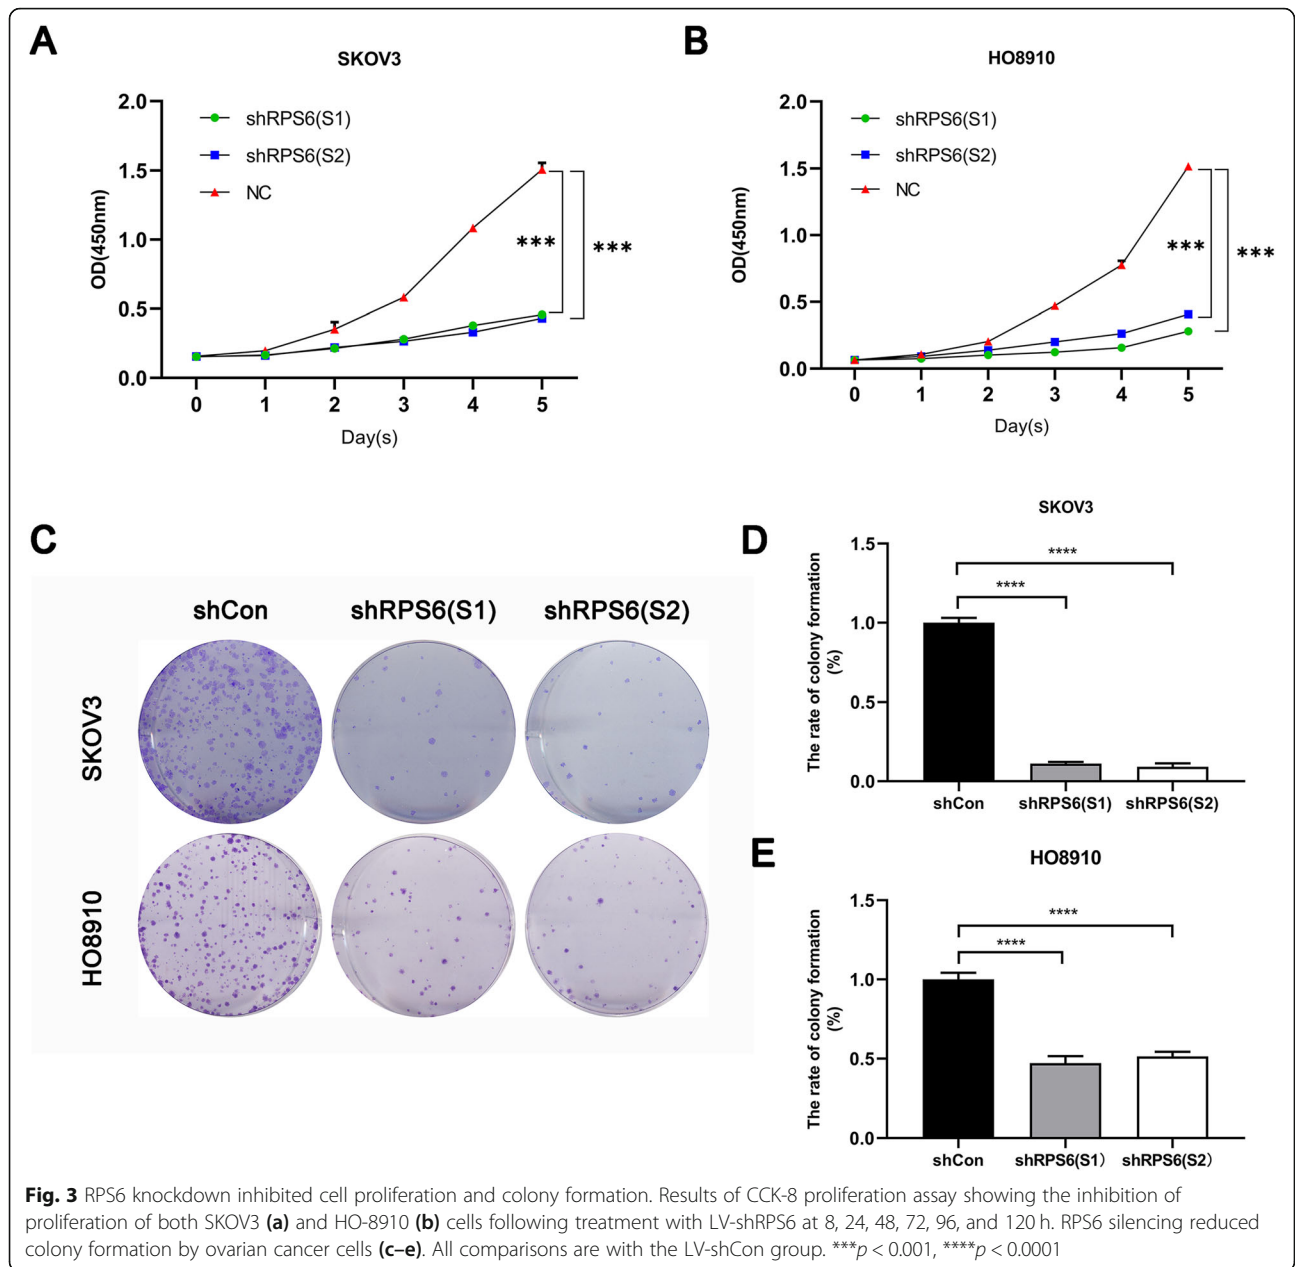 A
SKOV3
OD(450nm)
2.0
1.5
1.0
0.5
0.0
shRPS6(S1)
shRPS6(S2)
NC
***
***
0 1 2 3 4 5
Day(s)
B
HO8910
OD(450nm)
2.0
1.5
1.0
0.5
0.0
shRPS6(S1)
shRPS6(S2)
NC
***
***
0 1 2 3 4 5
Day(s)
C
shCon shRPS6(S1) shRPS6(S2)
SKOV3
HO8910
D
SKOV3
The rate of colony formation
(%)
1.5
1.0
0.5
0.0
****
****
shCon shRPS6(S1) shRPS6(S2)
E
HO8910
The rate of colony formation
(%)
1.5
1.0
0.5
0.0
****
****
shCon shRPS6(S1) shRPS6(S2)
Fig. 3 RPS6 knockdown inhibited cell proliferation and colony formation. Results of CCK-8 proliferation assay showing the inhibition of
proliferation of both SKOV3 (a) and HO-8910 (b) cells following treatment with LV-shRPS6 at 8, 24, 48, 72, 96, and 120 h. RPS6 silencing reduced
colony formation by ovarian cancer cells (c–e). All comparisons are with the LV-shCon group. ***p < 0.001, ****p < 0.0001